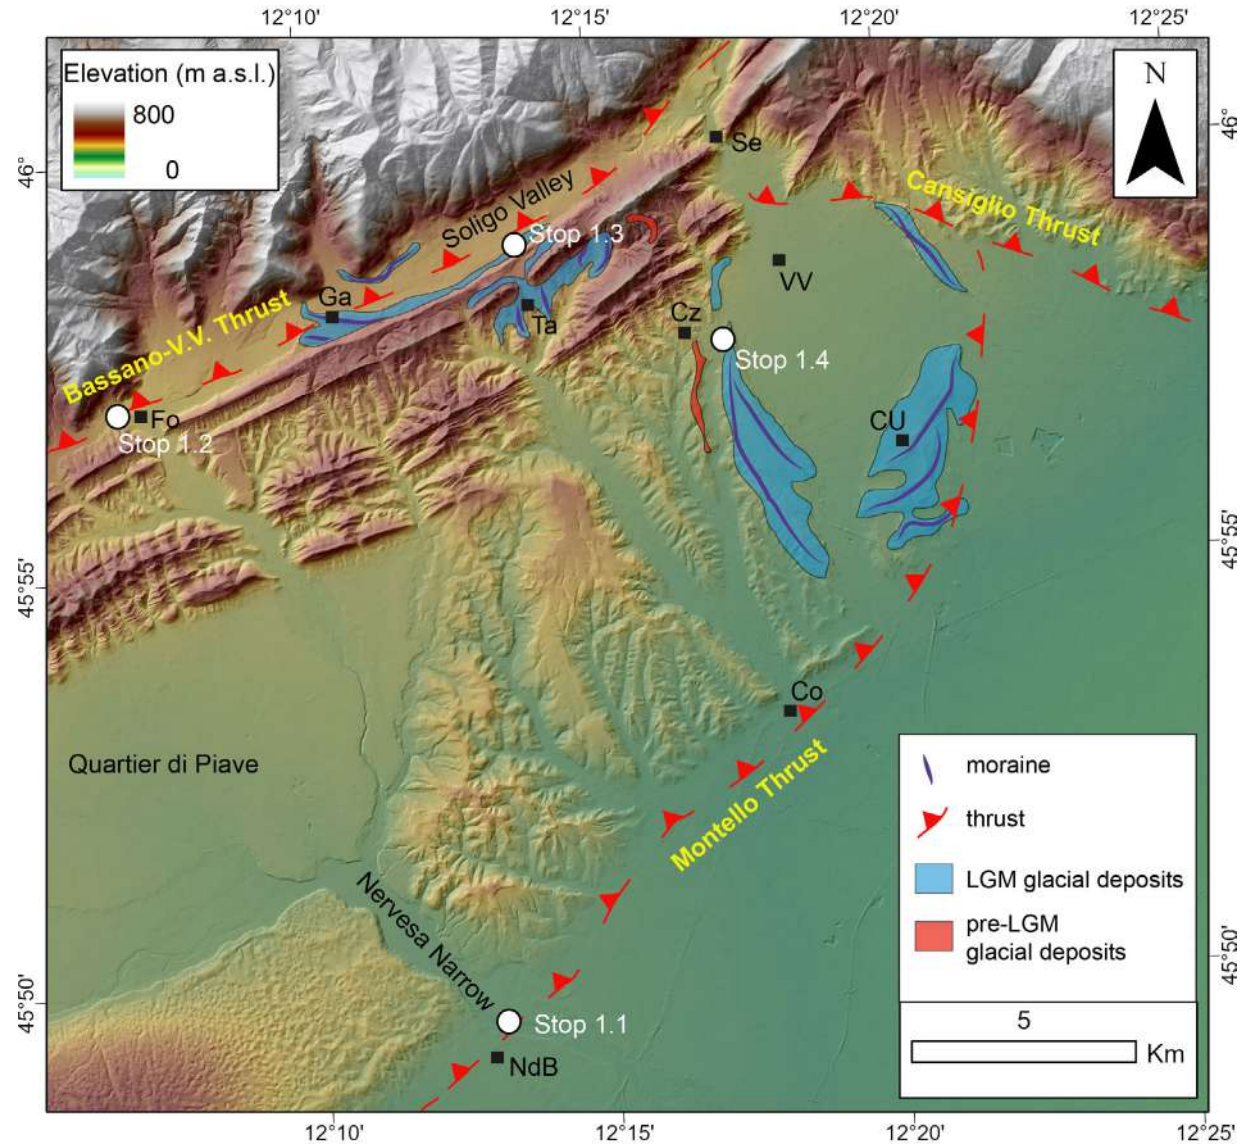 12°10' 12°15' 12°20' 12°25'
Elevation (m a.s.l.)
800
0
N
46°
46°
Se
Cansiglio Thrust
Soligo Valley
Stop 1.3
VV
Ga
Ta
Cz
Bassano-V.V. Thrust
Stop 1.4
Fo
Stop 1.2
CU
45°55'
45°55'
Co
Quartier di Piave
Montello Thrust
moraine
thrust
LGM glacial deposits
pre-LGM
glacial deposits
Nervesa Narrow
45°50'
45°50'
Stop 1.1
NdB
5
Km
12°10' 12°15' 12°20' 12°25'